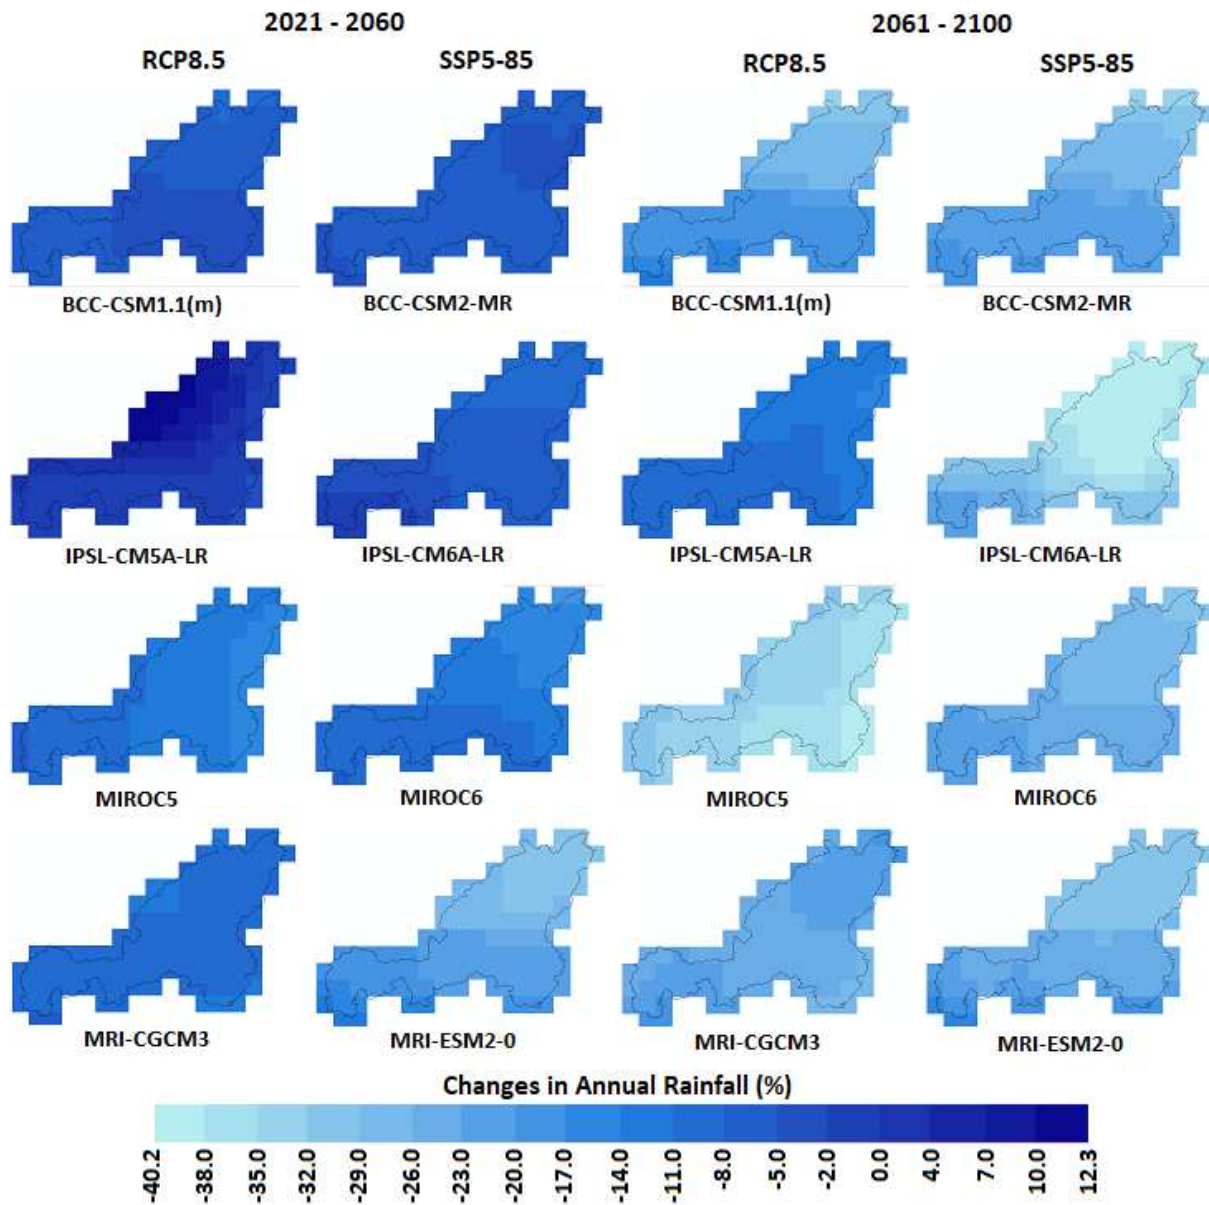 2021 - 2060 2061 - 2100
RCP8.5 SSP5-85 RCP8.5 SSP5-85
BCC-CSM1.1(m) BCC-CSM2-MR BCC-CSM1.1(m) BCC-CSM2-MR
IPSL-CM5A-LR IPSL-CM6A-LR IPSL-CM5A-LR IPSL-CM6A-LR
MIROC5 MIROC6 MIROC5 MIROC6
MRI-CGCM3 MRI-ESM2-0 MRI-CGCM3 MRI-ESM2-0
Changes in Annual Rainfall (%)
-40.2 -38.0 -35.0 -32.0 -29.0 -26.0 -23.0 -20.0 -17.0 -14.0 -11.0 -8.0 -5.0 -2.0 0.0 4.0 7.0 10.0 12.3